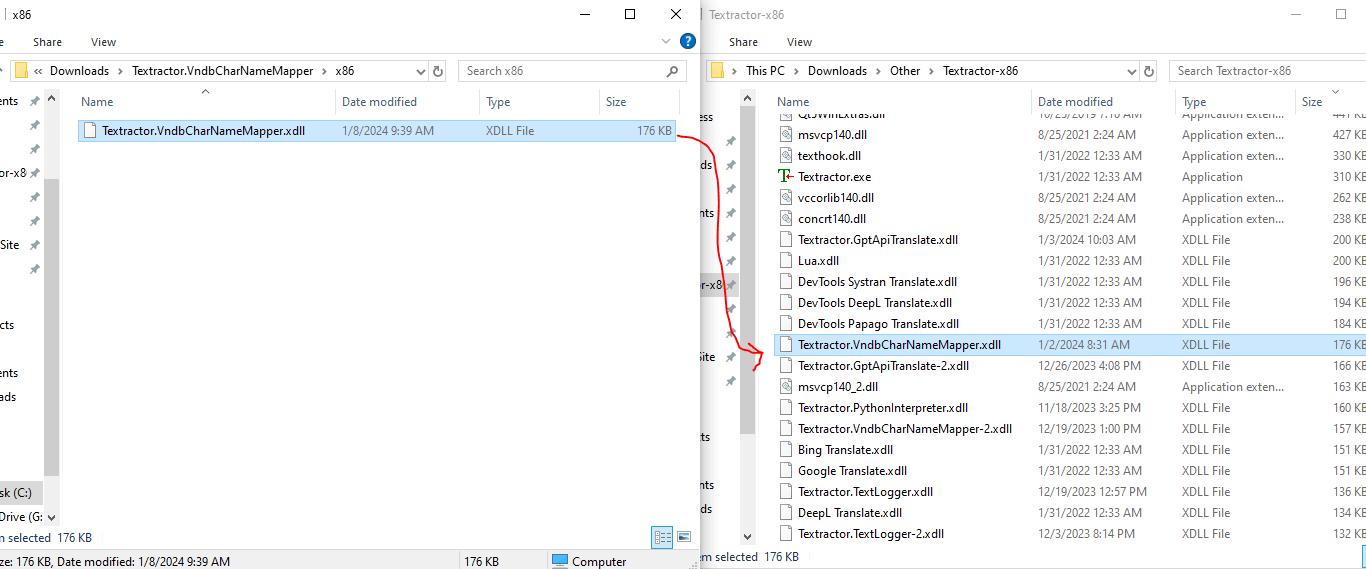 x86
Share View
« Downloads › Textractor.VndbCharNameMapper › x86
Search x86
Name Date modified Type Size
Textractor.VndbCharNameMapper.xdll 1/8/2024 9:39 AM XDLL File 176 KB
ents
or-x8
Site
cts
ents
ads
sk (C:)
Drive (G:
em selected 176 KB
ze: 176 KB, Date modified: 1/8/2024 9:39 AM 176 KB Computer
Textractor-x86
Share View
› This PC › Downloads › Other › Textractor-x86
Search Textractor-x86
Name Date modified Type Size
msvcp140.dll 8/25/2021 2:24 AM Application exten... 427 KB
texthook.dll 1/31/2022 12:33 AM Application exten... 330 KB
Textractor.exe 1/31/2022 12:33 AM Application 310 KB
vccorlib140.dll 8/25/2021 2:24 AM Application exten... 262 KB
concrt140.dll 8/25/2021 2:24 AM Application exten... 238 KB
Textractor.GptApiTranslate.xdll 1/3/2024 10:03 AM XDLL File 200 KB
Lua.xdll 1/31/2022 12:33 AM XDLL File 200 KB
DevTools Systran Translate.xdll 1/31/2022 12:33 AM XDLL File 196 KB
DevTools DeepL Translate.xdll 1/31/2022 12:33 AM XDLL File 194 KB
DevTools Papago Translate.xdll 1/31/2022 12:33 AM XDLL File 184 KB
Textractor.VndbCharNameMapper.xdll 1/2/2024 8:31 AM XDLL File 176 KB
Textractor.GptApiTranslate-2.xdll 12/26/2023 4:08 PM XDLL File 166 KB
msvcp140_2.dll 8/25/2021 2:24 AM Application exten... 163 KB
Textractor.PythonInterpreter.xdll 11/18/2023 3:25 PM XDLL File 160 KB
Textractor.VndbCharNameMapper-2.xdll 12/19/2023 1:00 PM XDLL File 157 KB
Bing Translate.xdll 1/31/2022 12:33 AM XDLL File 151 KB
Google Translate.xdll 1/31/2022 12:33 AM XDLL File 151 KB
Textractor.TextLogger.xdll 12/19/2023 12:57 PM XDLL File 136 KB
DeepL Translate.xdll 1/31/2022 12:33 AM XDLL File 134 KB
Textractor.TextLogger-2.xdll 12/3/2023 8:14 PM XDLL File 132 KB
ess
ads
ents
or-x8
Site
cts
ents
ads
em selected 176 KB